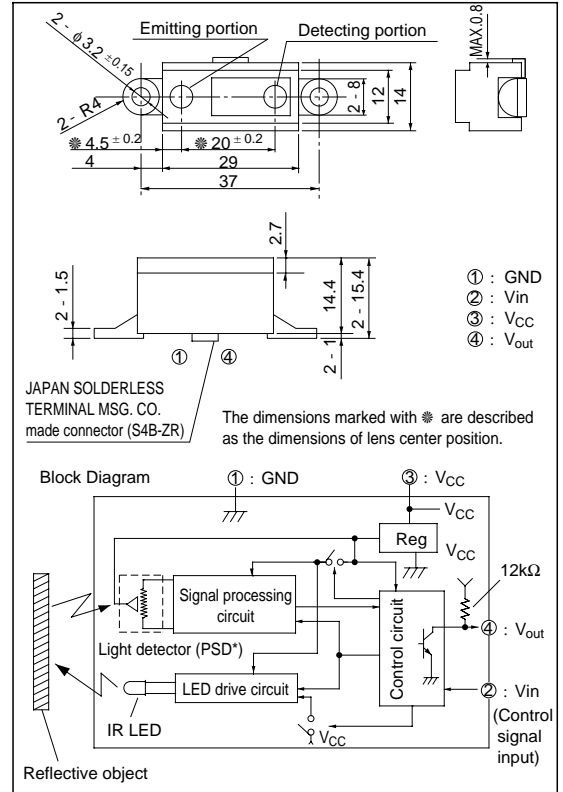 2 - φ3.2 ±0.15
Emitting portion
Detecting portion
MAX.0.8
2 - R4
2 - 8
12
14
❋ 4.5 ± 0.2
❋ 20 ± 0.2
4
29
37
2.7
2 - 1.5
14.4
2 - 15.4
2 - 1
① ④
① : GND
② : Vin
③ : VCC
④ : Vout
JAPAN SOLDERLESS
TERMINAL MSG. CO.
made connector (S4B-ZR)
The dimensions marked with ❋ are described
as the dimensions of lens center position.
Block Diagram
① : GND
③ : VCC
VCC
Reg
VCC
12kΩ
Signal processing
circuit
Control circuit
④ : Vout
Light detector (PSD*)
LED drive circuit
② : Vin
(Control
signal
input)
IR LED
VCC
Reflective object